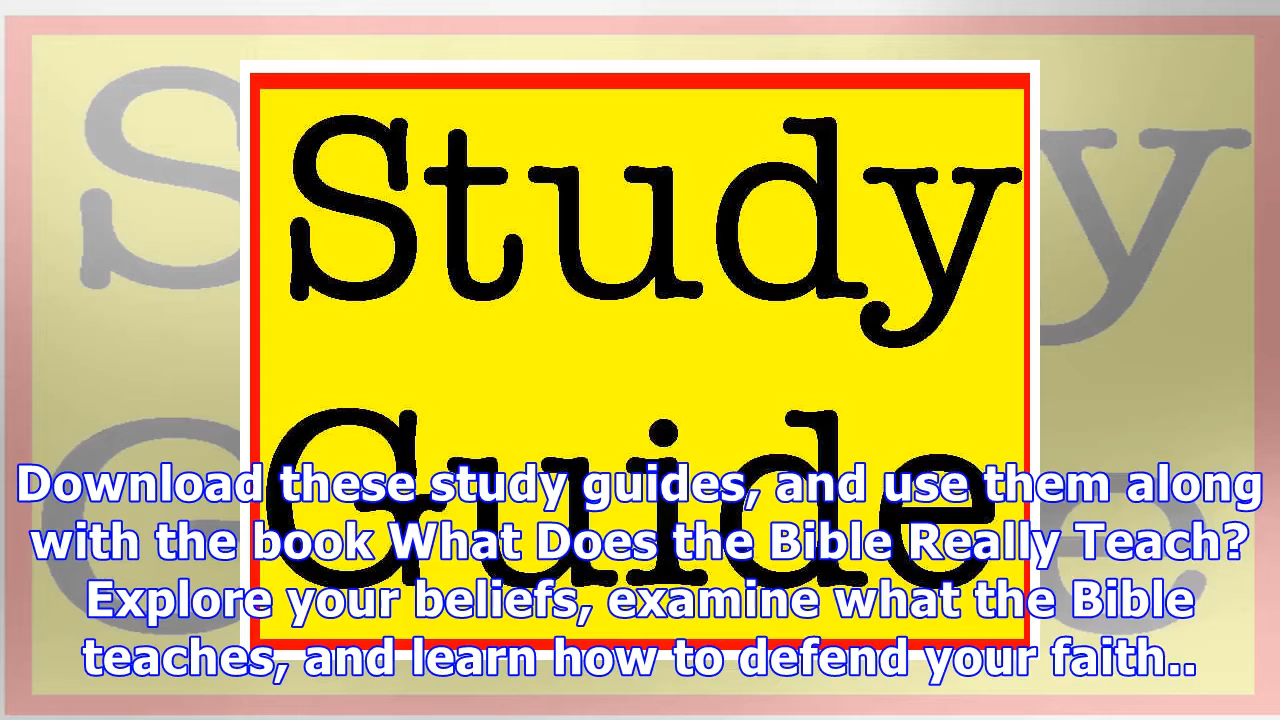 Study
Guide
Download these study guides, and use them along
with the book What Does the Bible Really Teach?
Explore your beliefs, examine what the Bible
teaches, and learn how to defend your faith..